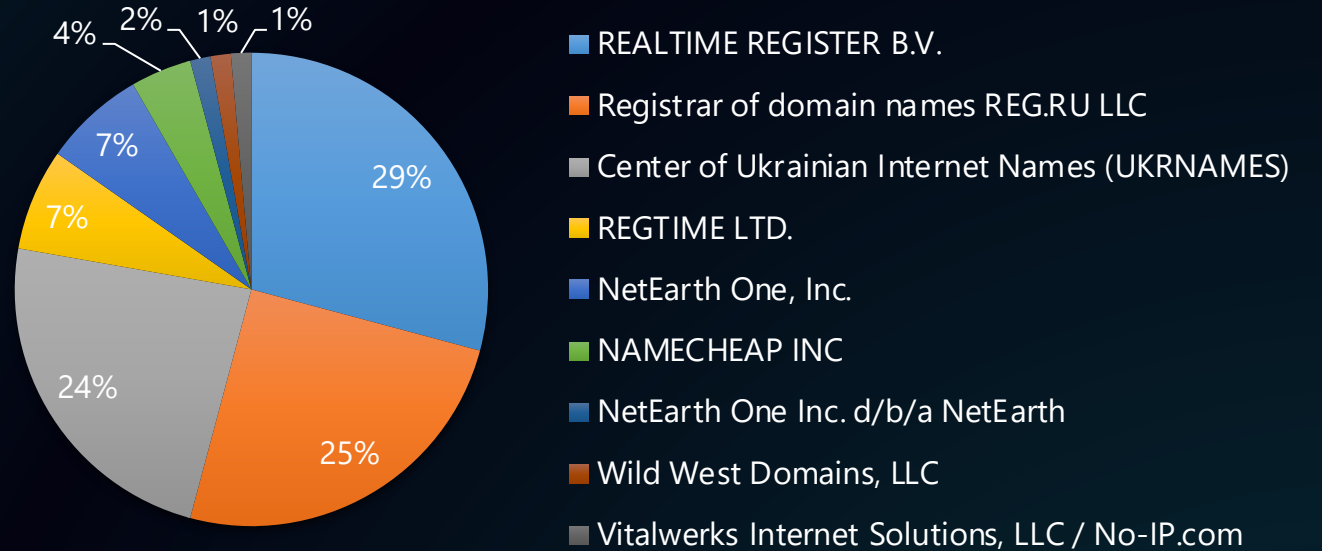 4%
2%
1%
1%
29%
7%
7%
24%
25%
REALTIME REGISTER B.V.
Registrar of domain names REG.RU LLC
Center of Ukrainian Internet Names (UKRNAMES)
REGTIME LTD.
NetEarth One, Inc.
NAMECHEAP INC
NetEarth One Inc. d/b/a NetEarth
Wild West Domains, LLC
Vitalwerks Internet Solutions, LLC / No-IP.com